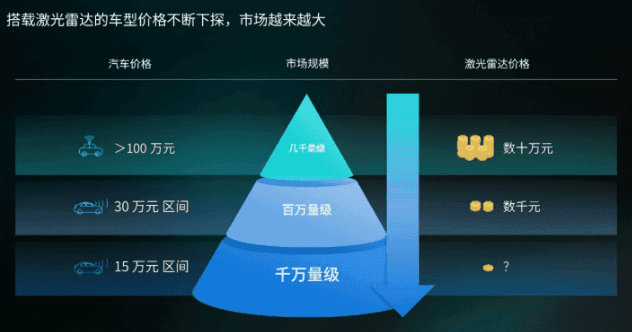 搭载激光雷达的车型价格不断下探，市场越来越大
汽车价格 市场规模 激光雷达价格
＞100 万元 几千量级 数十万元
30 万元 区间 百万量级 数千元
15 万元 区间 千万量级 ？